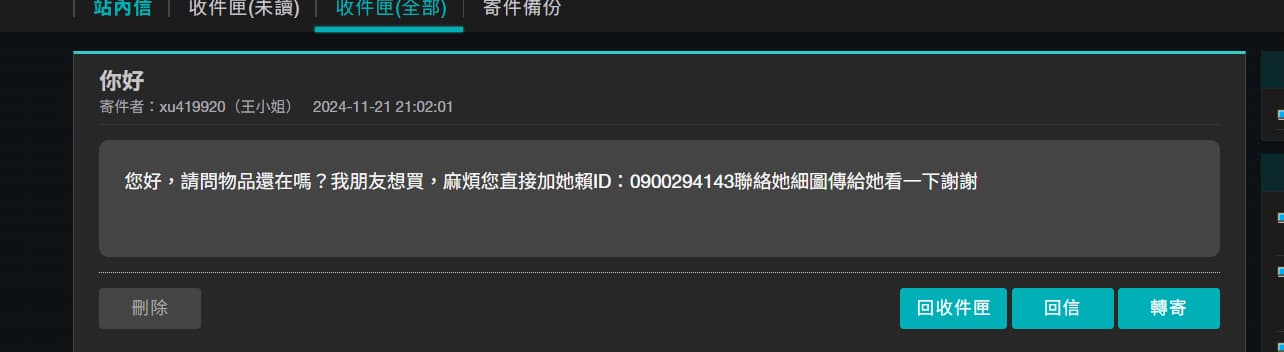 站內信 收件匣(未讀) 收件匣(全部) 寄件備份
你好
寄件者：xu419920（王小姐） 2024-11-21 21:02:01
您好，請問物品還在嗎？我朋友想買，麻煩您直接加她賴ID：0900294143聯絡她細圖傳給她看一下謝謝
刪除 回收件匣 回信 轉寄